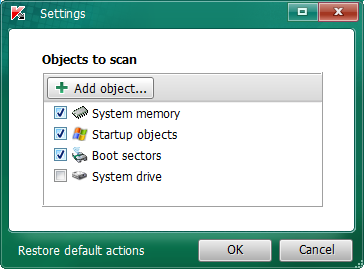 Settings
Objects to scan
Add object...
System memory
Startup objects
Boot sectors
System drive
Restore default actions
OK
Cancel